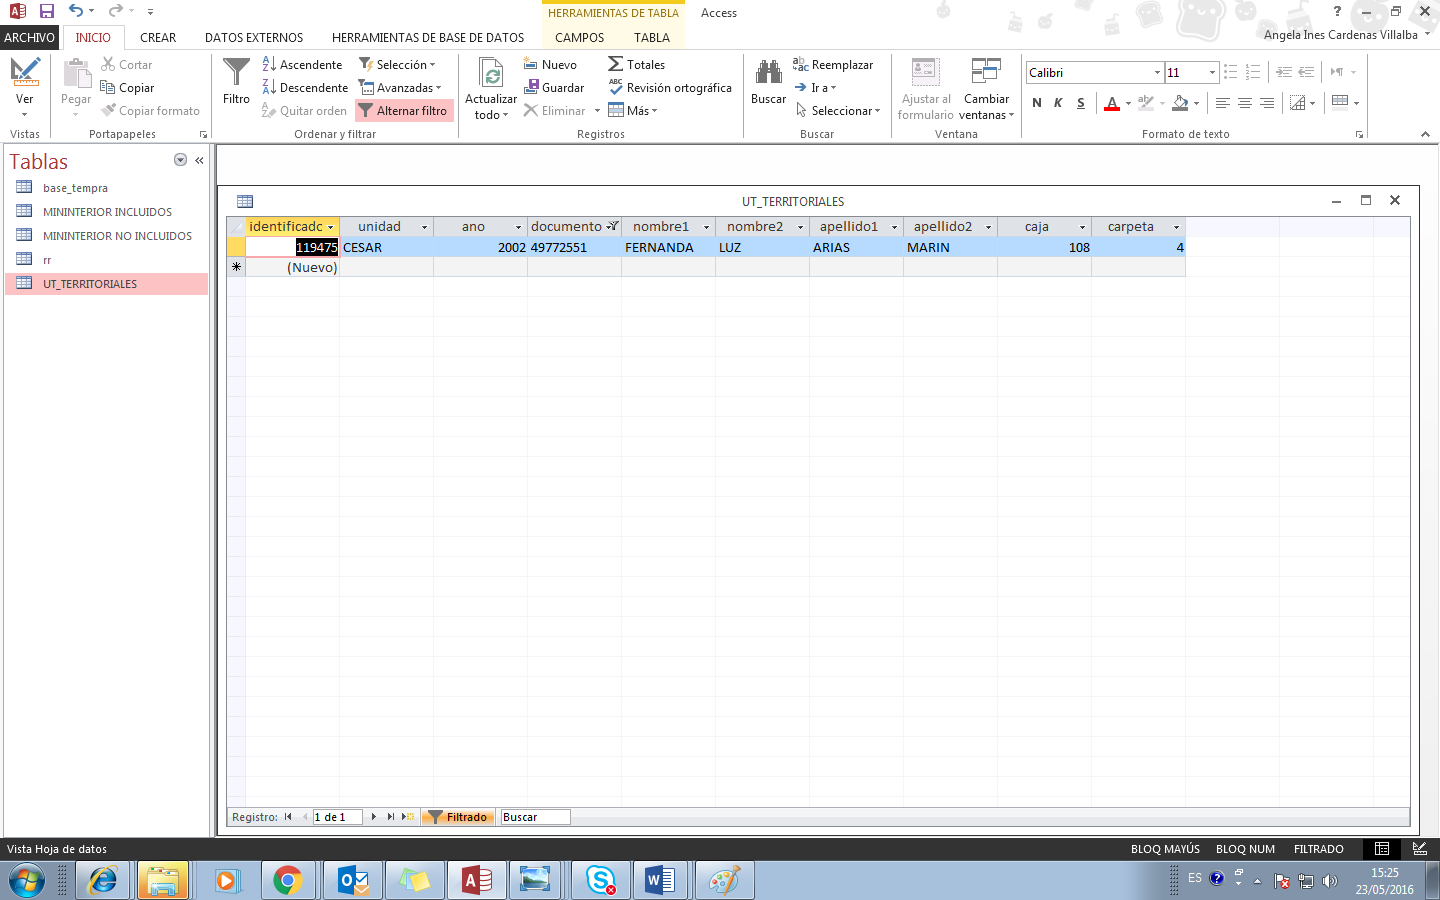 HERRAMIENTAS DE TABLA Access ?
ARCHIVO INICIO CREAR DATOS EXTERNOS HERRAMIENTAS DE BASE DE DATOS CAMPOS TABLA Angela Ines Cardenas Villalba
Ver
Vistas
Pegar
Cortar
Copiar
Copiar formato
Portapapeles
Filtro
Ascendente
Descendente
Quitar orden
Selección
Avanzadas
Alternar filtro
Ordenar y filtrar
Actualizar
todo
Nuevo
Guardar
Eliminar
Totales
Revisión ortográfica
Más
Registros
Buscar
Reemplazar
Ir a
Seleccionar
Buscar
Ajustar al
formulario
Cambiar
ventanas
Ventana
Calibri 11
N K S A
Formato de texto
Tablas
base_tempra
MININTERIOR INCLUIDOS
MININTERIOR NO INCLUIDOS
rr
UT_TERRITORIALES
UT_TERRITORIALES
identificadc unidad ano documento nombre1 nombre2 apellido1 apellido2 caja carpeta
119475 CESAR 2002 49772551 FERNANDA LUZ ARIAS MARIN 108 4
(Nuevo)
Registro: 1 de 1 Filtrado Buscar
Vista Hoja de datos BLOQ MAYÚS BLOQ NUM FILTRADO
ES 15:25
23/05/2016